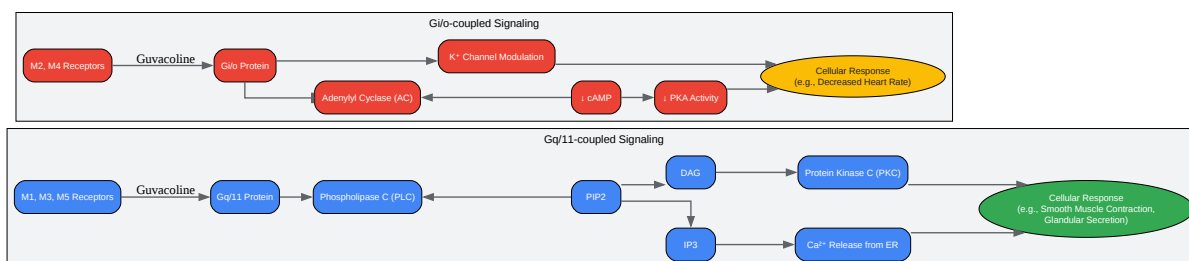 Gi/o-coupled Signaling
M2, M4 Receptors
Guvacoline
Gi/o Protein
K⁺ Channel Modulation
Adenylyl Cyclase (AC)
↓ cAMP
↓ PKA Activity
Cellular Response
(e.g., Decreased Heart Rate)
Gq/11-coupled Signaling
M1, M3, M5 Receptors
Guvacoline
Gq/11 Protein
Phospholipase C (PLC)
PIP2
DAG
Protein Kinase C (PKC)
IP3
Ca²⁺ Release from ER
Cellular Response
(e.g., Smooth Muscle Contraction,
Glandular Secretion)